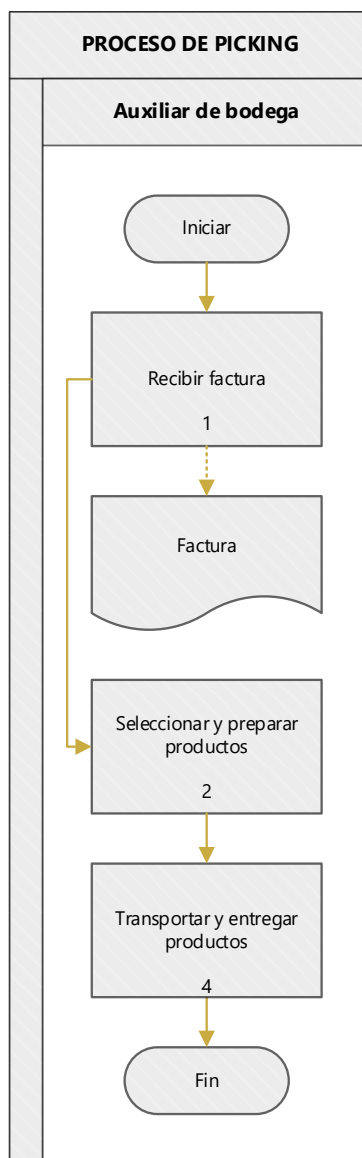 PROCESO DE PICKING
Auxiliar de bodega
Iniciar
Recibir factura
1
Factura
Seleccionar y preparar
productos
2
Transportar y entregar
productos
4
Fin